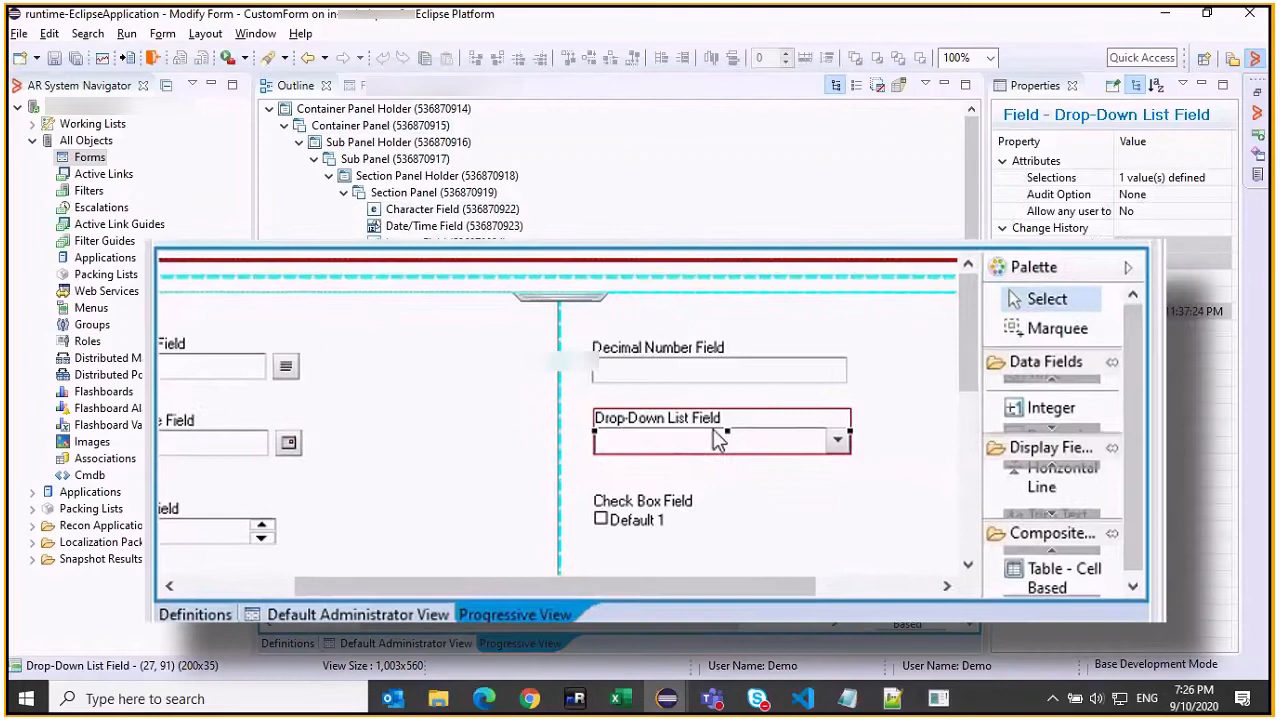 runtime-EclipseApplication - Modify Form - CustomForm on in- Eclipse Platform
File Edit Search Run Form Layout Window Help
0 100% Quick Access
AR System Navigator
Working Lists
All Objects
Forms
Active Links
Filters
Escalations
Active Link Guides
Filter Guides
Applications
Packing Lists
Web Services
Menus
Groups
Roles
Distributed M
Distributed Po
Flashboards
Flashboard Al
Flashboard
Images
Associations
Cmdb
Applications
Packing Lists
Recon Applicatio
Localization Pack
Snapshot Results
Outline
Container Panel Holder (536870914)
Container Panel (536870915)
Sub Panel Holder (536870916)
Sub Panel (536870917)
Section Panel Holder (536870918)
Section Panel (536870919)
Character Field (536870922)
Date/Time Field (536870923)
Properties
Field - Drop-Down List Field
Property Value
Attributes
Selections 1 value(s) defined
Audit Option None
Allow any user to No
Change History
11:37:24 PM
Field
e Field
ield
Decimal Number Field
Drop-Down List Field
Check Box Field
Default 1
Palette
Select
Marquee
Data Fields
+1 Integer
Display Fie...
Horizontal
Line
Composite...
Table - Cell
Based
Definitions Default Administrator View Progressive View
Based
Definitions Default Administrator View Progressive View
Drop-Down List Field - (27, 91) (200x35) View Size : 1,003x560 User Name: Demo User Name: Demo Base Development Mode
Type here to search
ENG
7:26 PM
9/10/2020